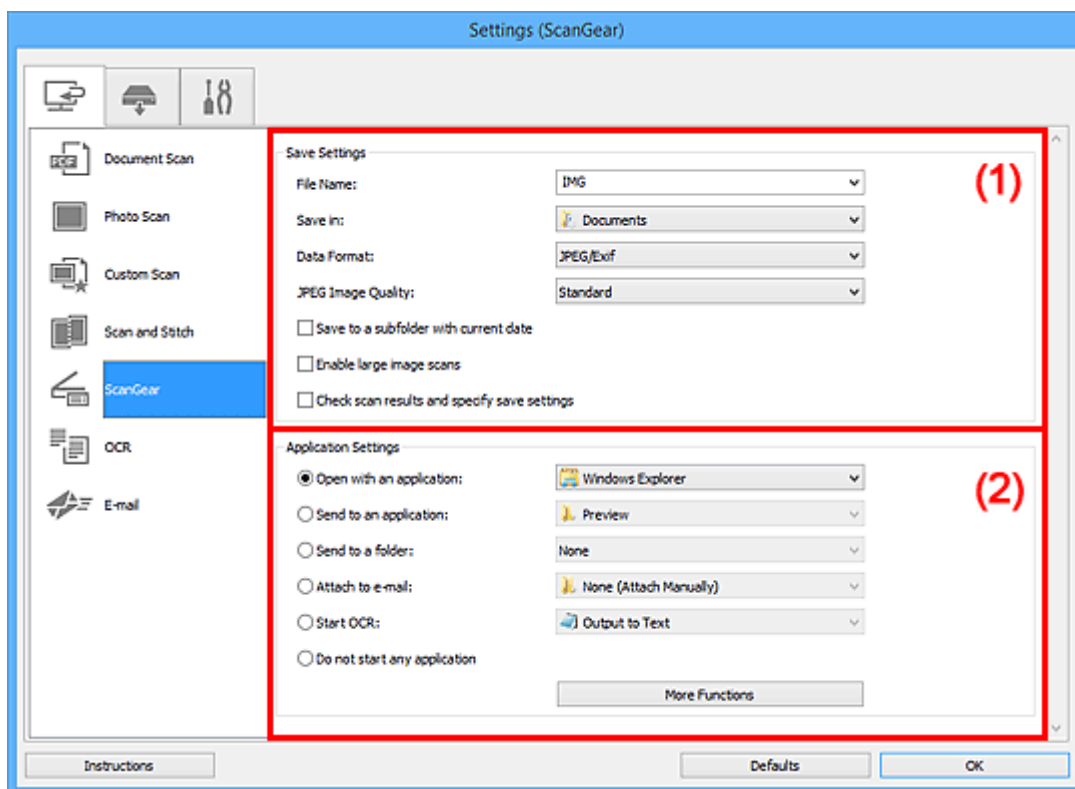 Settings (ScanGear)
PDF
Document Scan
Photo Scan
Custom Scan
Scan and Stitch
ScanGear
OCR
E-mail
Save Settings
(1)
File Name: IMG
Save in: Documents
Data Format: JPEG/Exif
JPEG Image Quality: Standard
Save to a subfolder with current date
Enable large image scans
Check scan results and specify save settings
Application Settings
(2)
Open with an application: Windows Explorer
Send to an application: Preview
Send to a folder: None
Attach to e-mail: None (Attach Manually)
Start OCR: Output to Text
Do not start any application
More Functions
Instructions Defaults OK